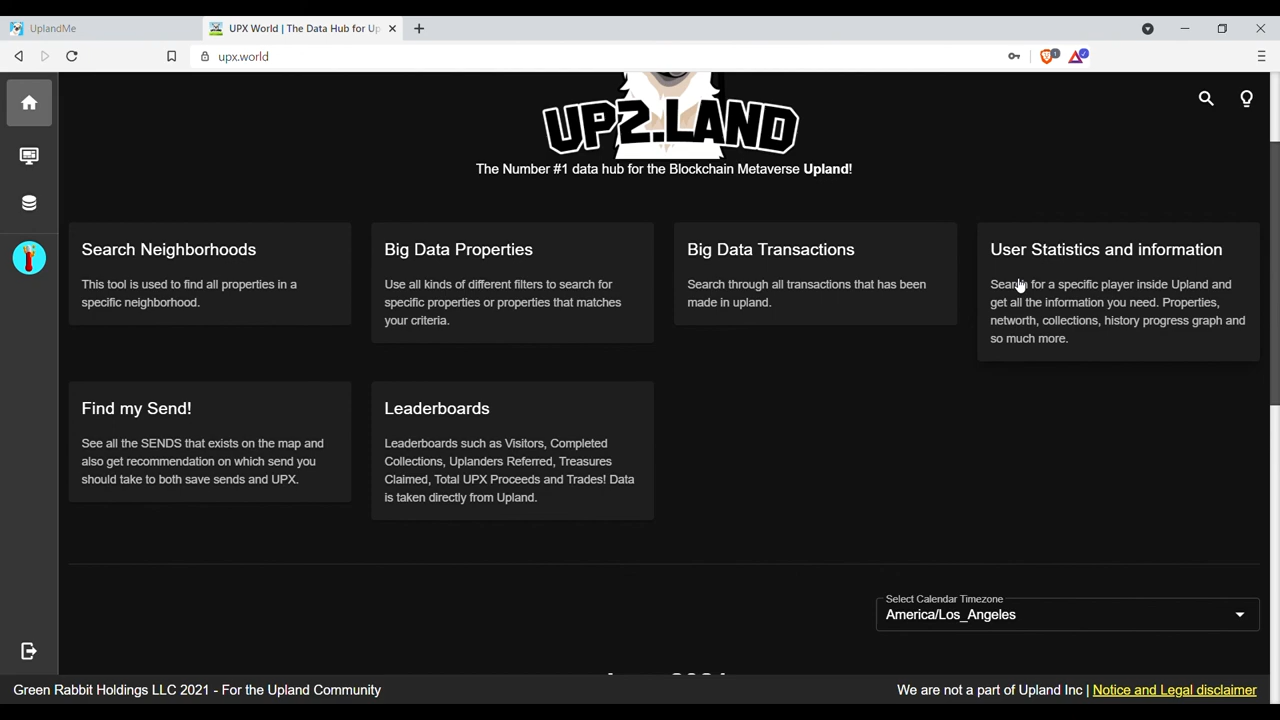 UplandMe
UPX World | The Data Hub for Up
upx.world
1
UP2.LAND
The Number #1 data hub for the Blockchain Metaverse Upland!
Search Neighborhoods
This tool is used to find all properties in a
specific neighborhood.
Big Data Properties
Use all kinds of different filters to search for
specific properties or properties that matches
your criteria.
Big Data Transactions
Search through all transactions that has been
made in upland.
User Statistics and information
Search for a specific player inside Upland and
get all the information you need. Properties,
networth, collections, history progress graph and
so much more.
Find my Send!
See all the SENDS that exists on the map and
also get recommendation on which send you
should take to both save sends and UPX.
Leaderboards
Leaderboards such as Visitors, Completed
Collections, Uplanders Referred, Treasures
Claimed, Total UPX Proceeds and Trades! Data
is taken directly from Upland.
Select Calendar Timezone
America/Los_Angeles
Green Rabbit Holdings LLC 2021 - For the Upland Community
We are not a part of Upland Inc | Notice and Legal disclaimer